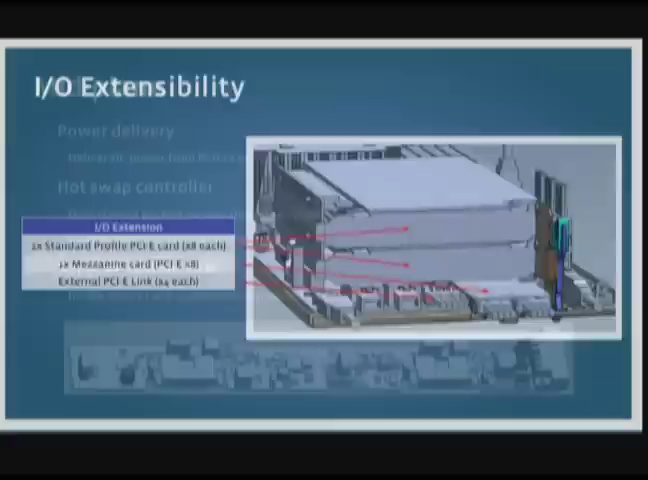 I/O Extensibility
Power delivery
Hot swap controller
I/O Extension
2x Standard Profile PCI E card (x8 each)
1x Mezzanine card (PCI E x8)
External PCI E Link (x4 each)